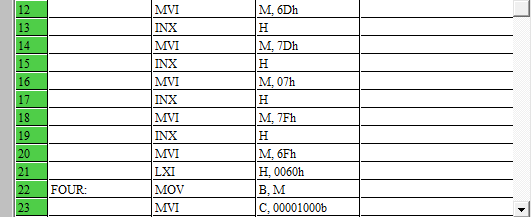 12 MVI M, 6Dh
13 INX H
14 MVI M, 7Dh
15 INX H
16 MVI M, 07h
17 INX H
18 MVI M, 7Fh
19 INX H
20 MVI M, 6Fh
21 LXI H, 0060h
22 FOUR: MOV B, M
23 MVI C, 00001000b